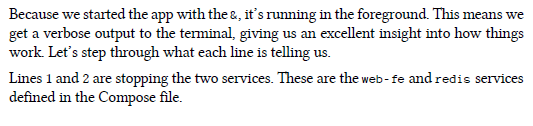 Because we started the app with the &, it's running in the foreground. This means we
get a verbose output to the terminal, giving us an excellent insight into how things
work. Let's step through what each line is telling us.
Lines 1 and 2 are stopping the two services. These are the web-fe and redis services
defined in the Compose file.